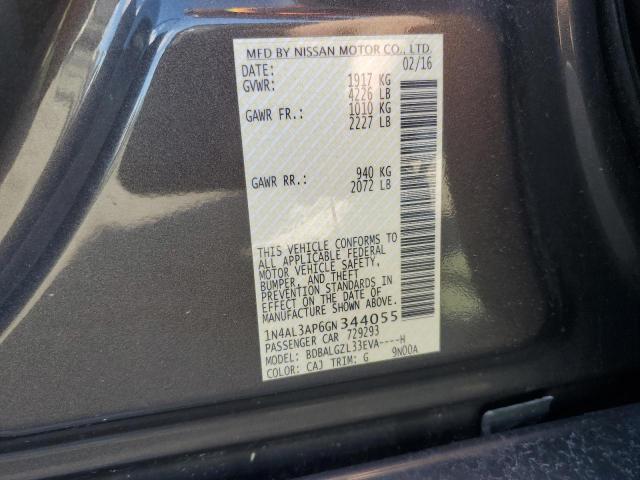 MFD BY NISSAN MOTOR CO., LTD.
DATE: 02/16
GVWR: 1917 KG
4226 LB
GAWR FR.: 1010 KG
2227 LB
GAWR RR.: 940 KG
2072 LB
THIS VEHICLE CONFORMS TO
ALL APPLICABLE FEDERAL
MOTOR VEHICLE SAFETY,
BUMPER, AND THEFT
PREVENTION STANDARDS IN
EFFECT ON THE DATE OF
MANUFACTURE SHOWN ABOVE.
1N4AL3AP6GN344055
PASSENGER CAR 729293
MODEL: BDBALGZL33EVA----H
COLOR: CAJ TRIM: G 9N00A